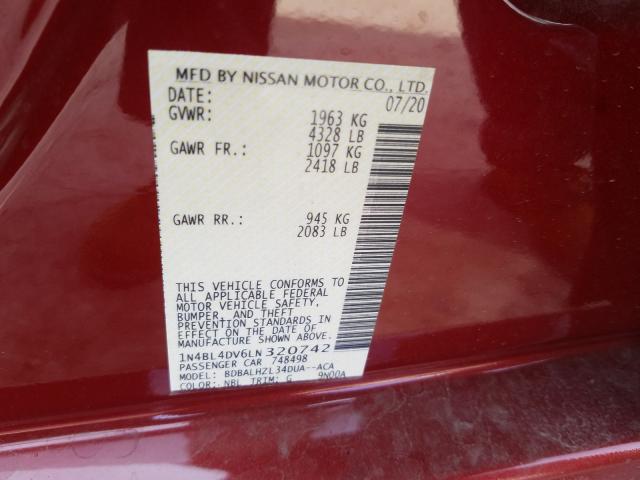 MFD BY NISSAN MOTOR CO., LTD.
DATE: 07/20
GVWR: 1963 KG
4328 LB
GAWR FR.: 1097 KG
2418 LB
GAWR RR.: 945 KG
2083 LB
THIS VEHICLE CONFORMS TO
ALL APPLICABLE FEDERAL
MOTOR VEHICLE SAFETY,
BUMPER, AND THEFT
PREVENTION STANDARDS IN
EFFECT ON THE DATE OF
MANUFACTURE SHOWN ABOVE.
1N4BL4DV6LN320742
PASSENGER CAR 748498
MODEL: BDBALHZL34DUA--ACA
COLOR: NBL TRIM: G 9N00A